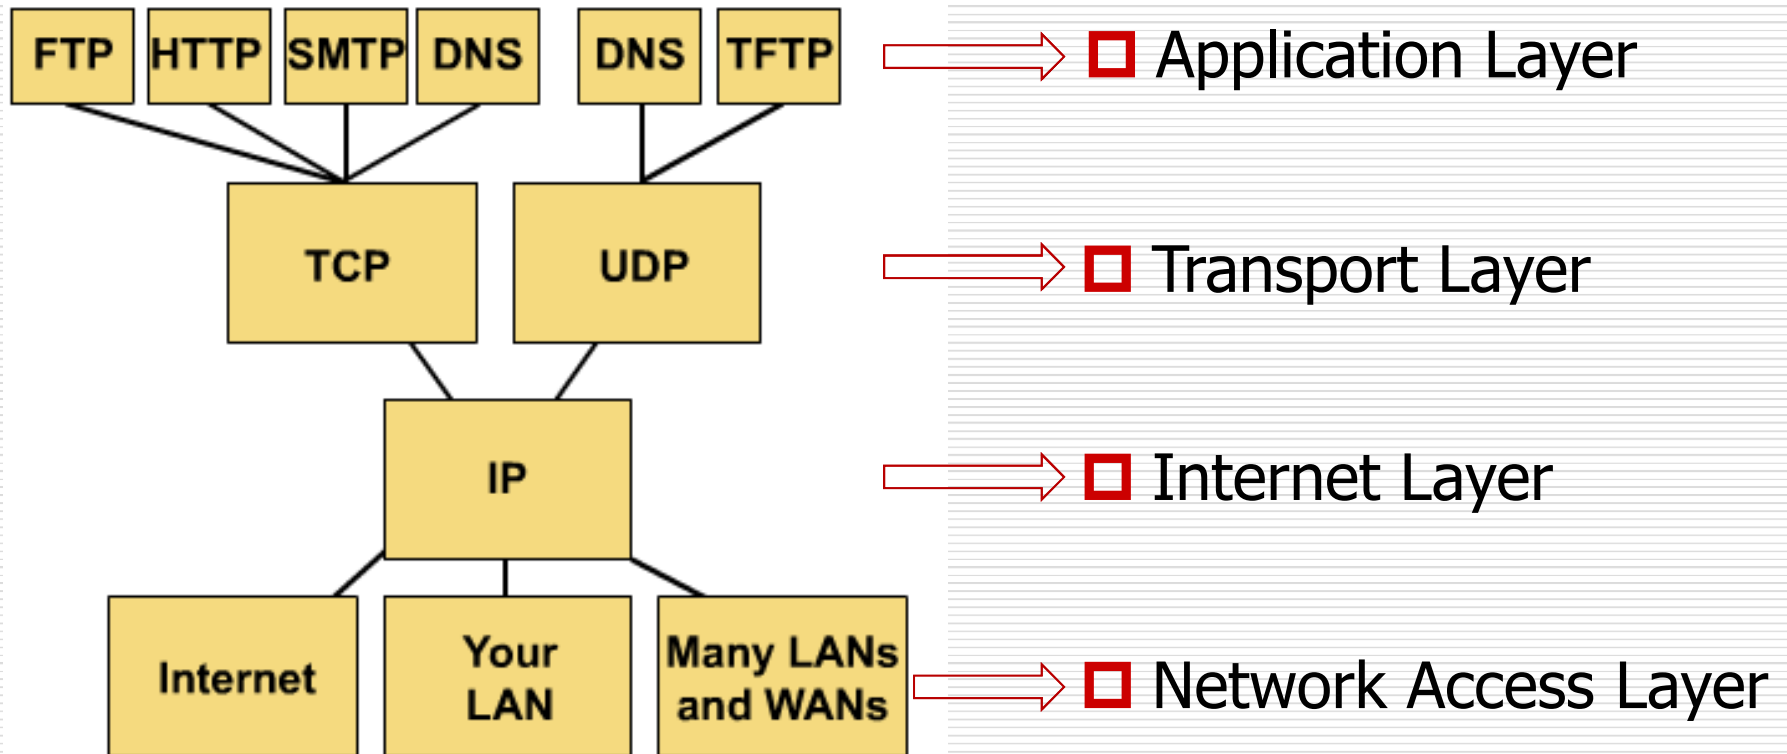 FTP HTTP SMTP DNS DNS TFTP Application Layer
TCP UDP Transport Layer
IP Internet Layer
Internet
Your
LAN
Many LANs
and WANs
Network Access Layer